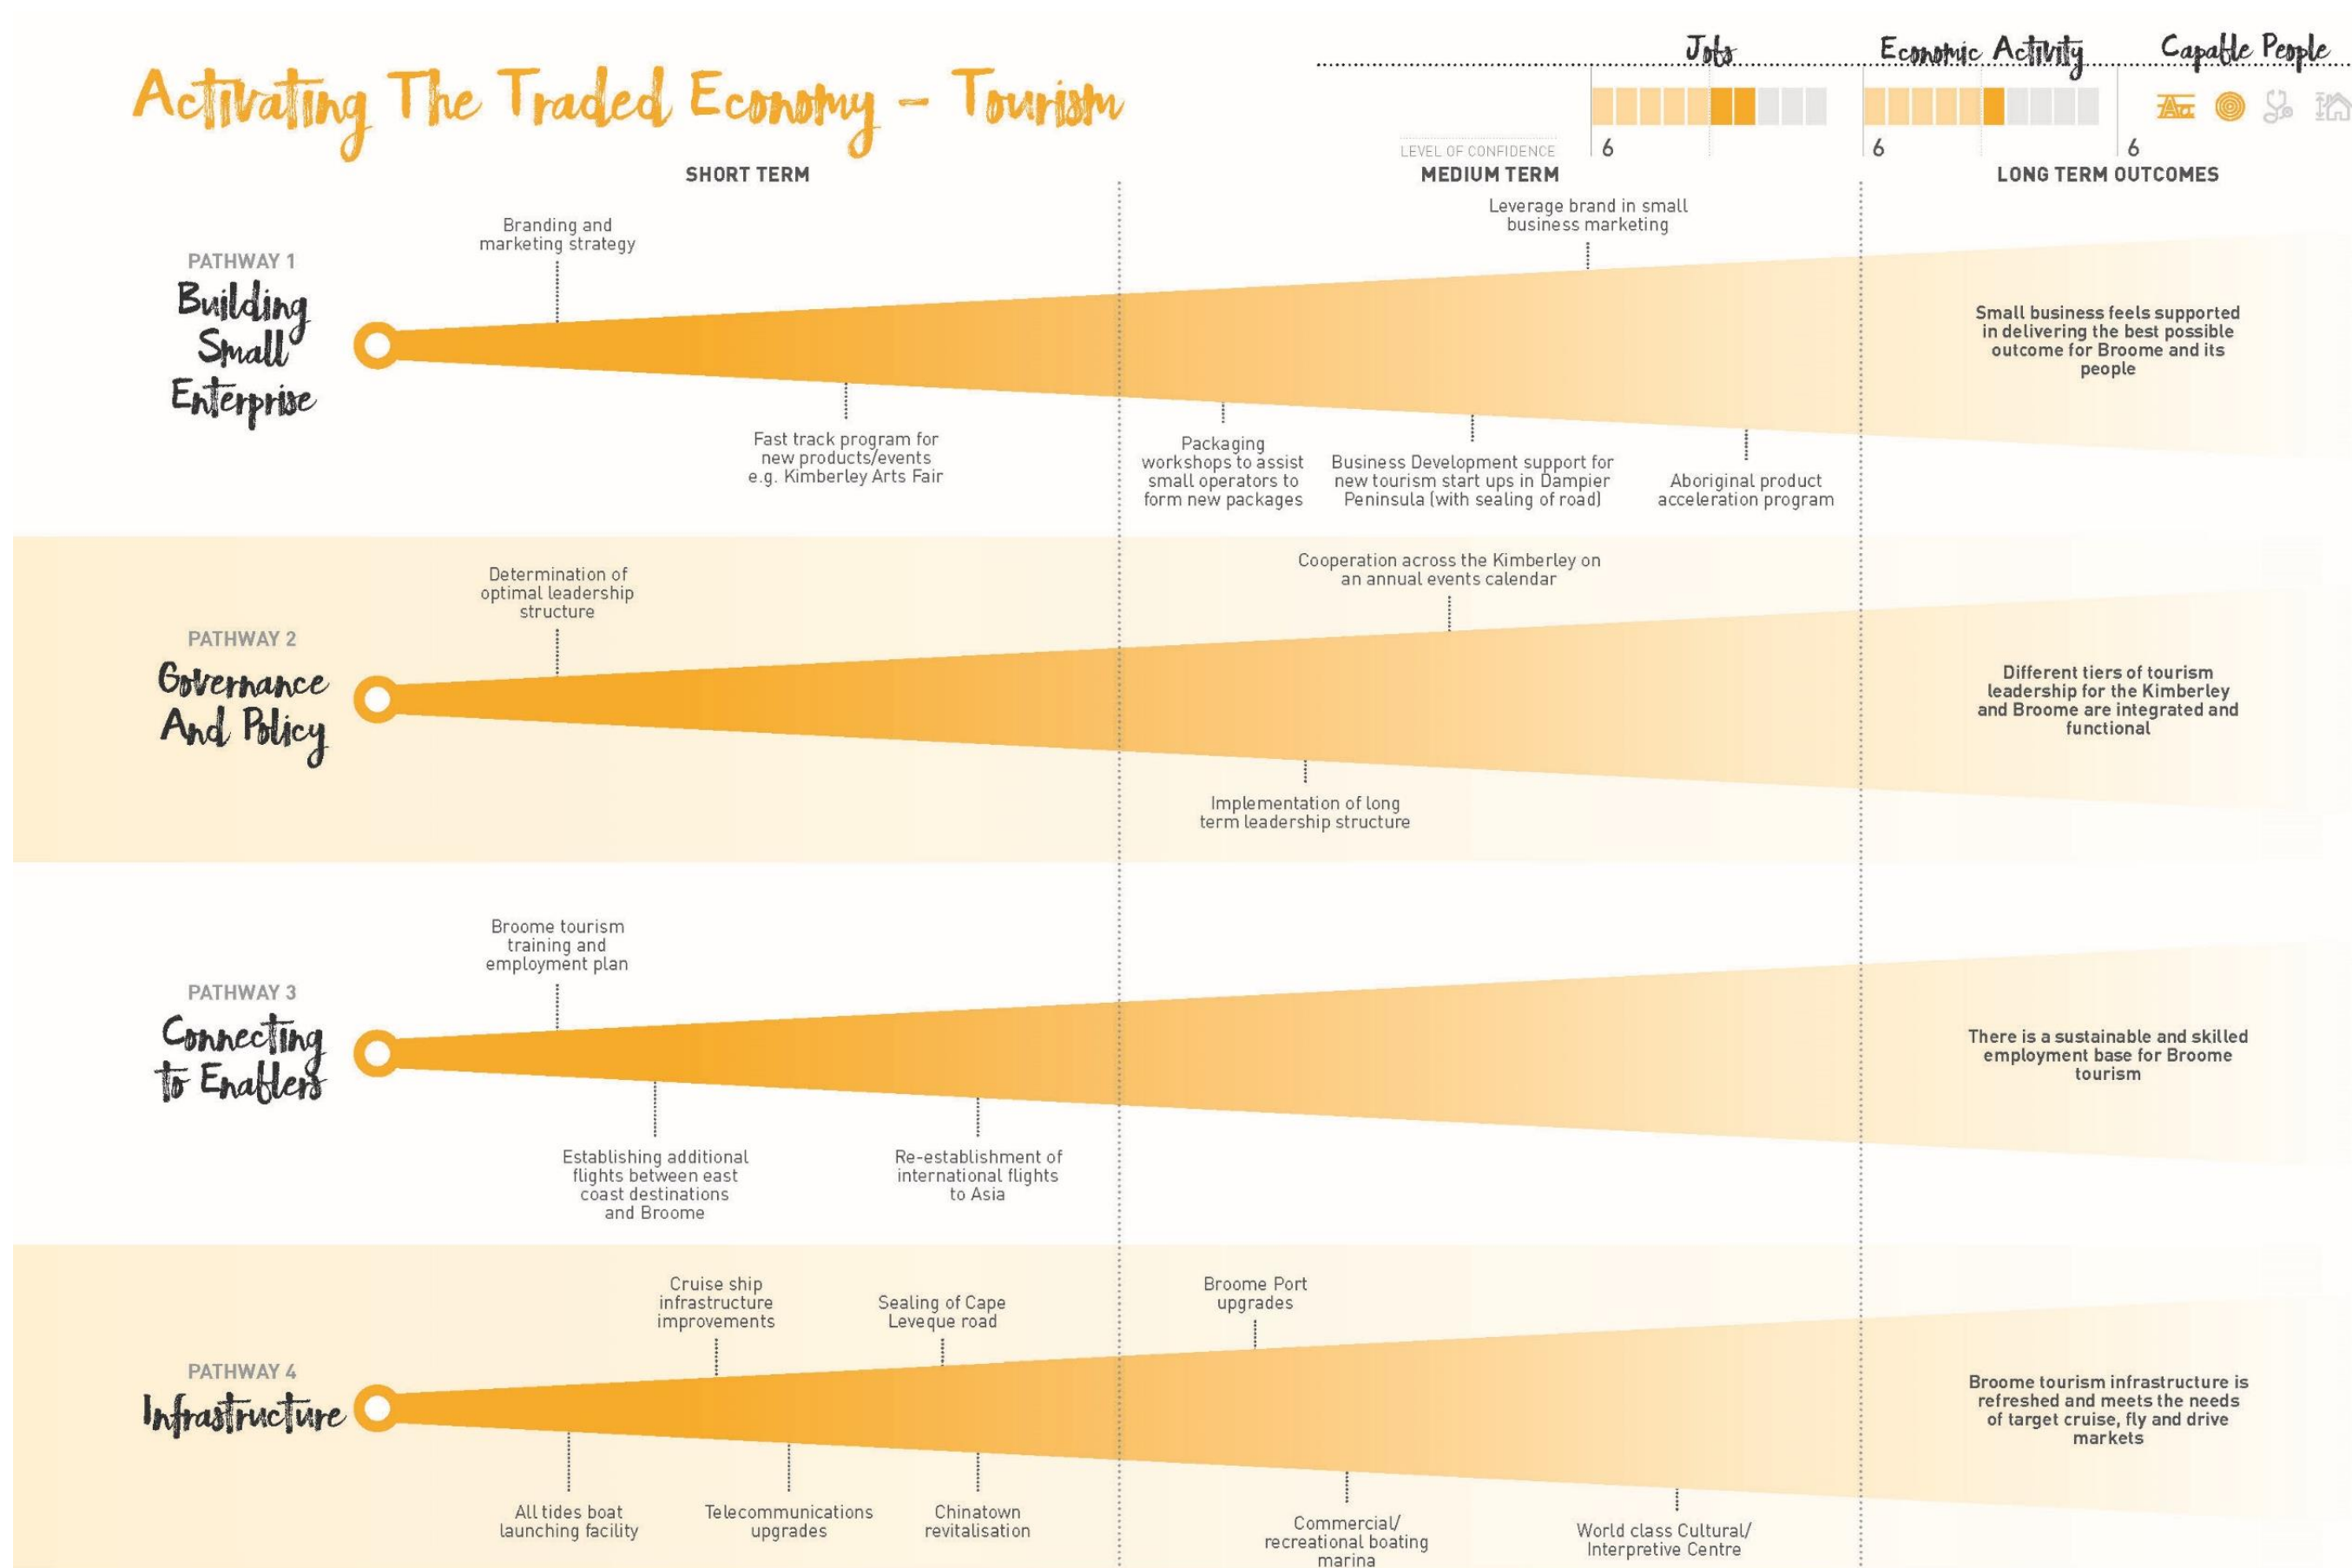 Activating The Traded Economy – Tourism
Jobs
Economic Activity
Capable People
LEVEL OF CONFIDENCE
6
6
6
SHORT TERM
MEDIUM TERM
LONG TERM OUTCOMES
PATHWAY 1
Building
Small
Enterprise
Branding and
marketing strategy
Fast track program for
new products/events
e.g. Kimberley Arts Fair
Leverage brand in small
business marketing
Packaging
workshops to assist
small operators to
form new packages
Business Development support for
new tourism start ups in Dampier
Peninsula (with sealing of road)
Aboriginal product
acceleration program
Small business feels supported
in delivering the best possible
outcome for Broome and its
people
PATHWAY 2
Governance
And Policy
Determination of
optimal leadership
structure
Cooperation across the Kimberley on
an annual events calendar
Implementation of long
term leadership structure
Different tiers of tourism
leadership for the Kimberley
and Broome are integrated and
functional
PATHWAY 3
Connecting
to Enablers
Broome tourism
training and
employment plan
Establishing additional
flights between east
coast destinations
and Broome
Re-establishment of
international flights
to Asia
There is a sustainable and skilled
employment base for Broome
tourism
PATHWAY 4
Infrastructure
Cruise ship
infrastructure
improvements
Sealing of Cape
Leveque road
Broome Port
upgrades
All tides boat
launching facility
Telecommunications
upgrades
Chinatown
revitalisation
Commercial/
recreational boating
marina
World class Cultural/
Interpretive Centre
Broome tourism infrastructure is
refreshed and meets the needs
of target cruise, fly and drive
markets